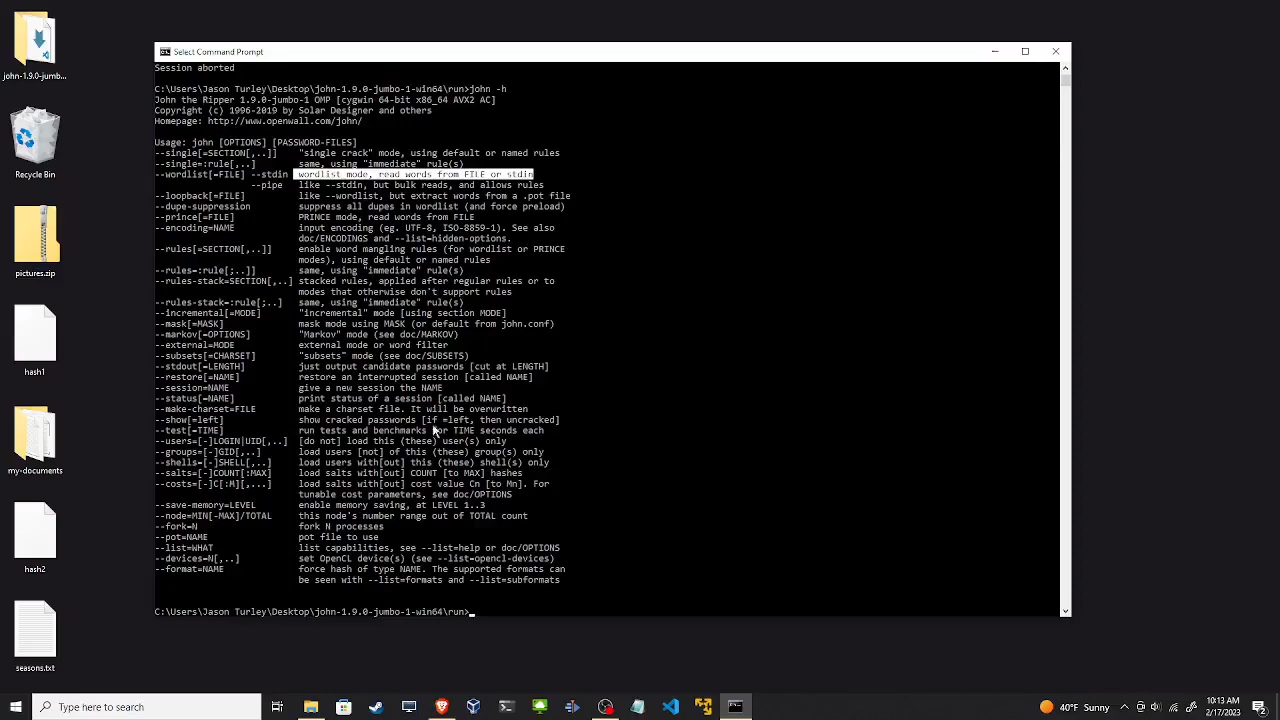 Select Command Prompt
Session aborted
C:\Users\Jason Turley\Desktop\john-1.9.0-jumbo-1-win64\run>john -h
John the Ripper 1.9.0-jumbo-1 OMP [cygwin 64-bit x86_64 AVX2 AC]
Copyright (c) 1996-2019 by Solar Designer and others
Homepage: http://www.openwall.com/john/
Usage: john [OPTIONS] [PASSWORD-FILES]
--single[=SECTION[,..]] "single crack" mode, using default or named rules
--single=:rule[,..] same, using "immediate" rule(s)
--wordlist[=FILE] --stdin wordlist mode, read words from FILE or stdin
--pipe like --stdin, but bulk reads, and allows rules
--loopback[=FILE] like --wordlist, but extract words from a .pot file
--dupe-suppression suppress all dupes in wordlist (and force preload)
--prince[=FILE] PRINCE mode, read words from FILE
--encoding=NAME input encoding (eg. UTF-8, ISO-8859-1). See also
doc/ENCODINGS and --list=hidden-options.
--rules[=SECTION[,..]] enable word mangling rules (for wordlist or PRINCE
modes), using default or named rules
--rules=:rule[;..]] same, using "immediate" rule(s)
--rules-stack=SECTION[,..] stacked rules, applied after regular rules or to
modes that otherwise don't support rules
--rules-stack=:rule[;..] same, using "immediate" rule(s)
--incremental[=MODE] "incremental" mode [using section MODE]
--mask[=MASK] mask mode using MASK (or default from john.conf)
--markov[=OPTIONS] "Markov" mode (see doc/MARKOV)
--external=MODE external mode or word filter
--subsets[=CHARSET] "subsets" mode (see doc/SUBSETS)
--stdout[=LENGTH] just output candidate passwords [cut at LENGTH]
--restore[=NAME] restore an interrupted session [called NAME]
--session=NAME give a new session the NAME
--status[=NAME] print status of a session [called NAME]
--make-charset=FILE make a charset file. It will be overwritten
--show[=left] show cracked passwords [if =left, then uncracked]
--test[=TIME] run tests and benchmarks for TIME seconds each
--users=[-]LOGIN|UID[,..] [do not] load this (these) user(s) only
--groups=[-]GID[,..] load users [not] of this (these) group(s) only
--shells=[-]SHELL[,..] load users with[out] this (these) shell(s) only
--salts=[-]COUNT[:MAX] load salts with[out] COUNT [to MAX] hashes
--costs=[-]C[:M][,...] load salts with[out] cost value Cn [to Mn]. For
tunable cost parameters, see doc/OPTIONS
--save-memory=LEVEL enable memory saving, at LEVEL 1..3
--node=MIN[-MAX]/TOTAL this node's number range out of TOTAL count
--fork=N fork N processes
--pot=NAME pot file to use
--list=WHAT list capabilities, see --list=help or doc/OPTIONS
--devices=N[,..] set OpenCL device(s) (see --list=opencl-devices)
--format=NAME force hash of type NAME. The supported formats can
be seen with --list=formats and --list=subformats
C:\Users\Jason Turley\Desktop\john-1.9.0-jumbo-1-win64\run>
john-1.9.0-jumb...
Recycle Bin
pictures.zip
hash1
my-documents
hash2
season.txt
Type here to search
40°F Sunny
10:13 AM
2/17/2023